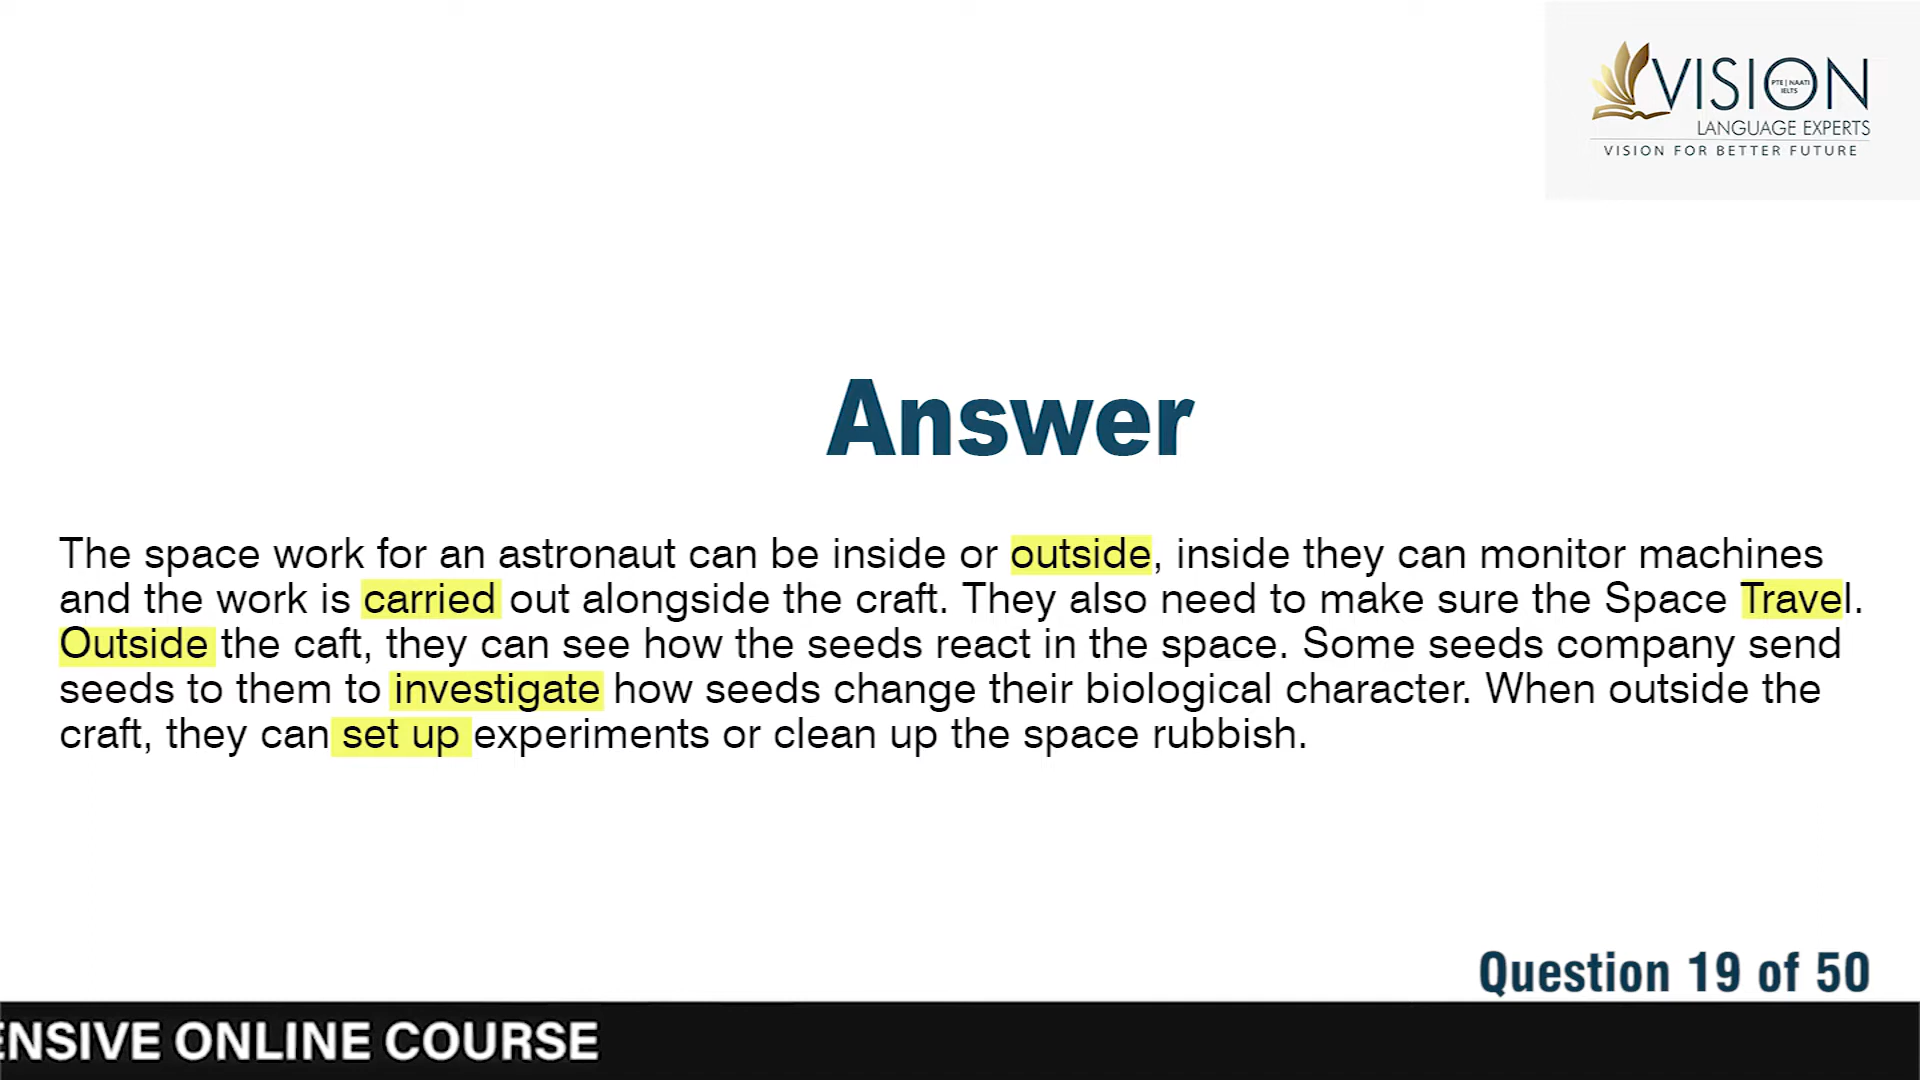 VISION
PTE | NAATI
IELTS
LANGUAGE EXPERTS
VISION FOR BETTER FUTURE
Answer
The space work for an astronaut can be inside or outside, inside they can monitor machines
and the work is carried out alongside the craft. They also need to make sure the Space Travel.
Outside the caft, they can see how the seeds react in the space. Some seeds company send
seeds to them to investigate how seeds change their biological character. When outside the
craft, they can set up experiments or clean up the space rubbish.
Question 19 of 50
ENSIVE ONLINE COURSE